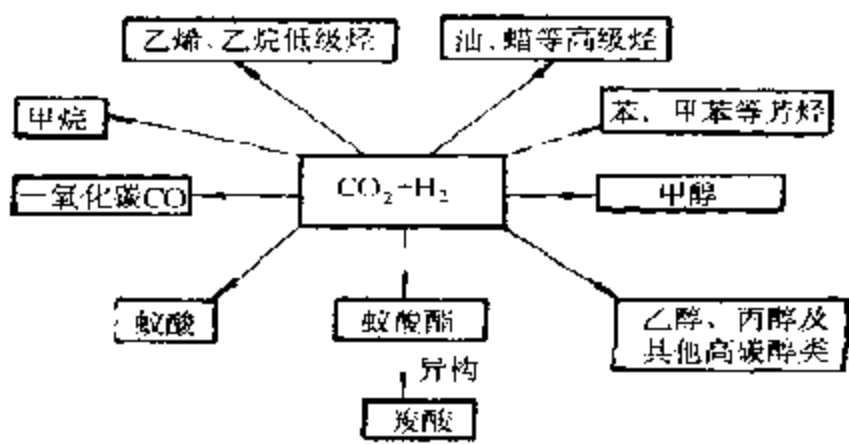 乙烯、乙烷低级烃
油、蜡等高级烃
甲烷
苯、甲苯等芳烃
一氧化碳CO
CO₂+H₂
甲醇
蚁酸
蚁酸酯
乙醇、丙醇及
其他高碳醇类
异构
羧酸